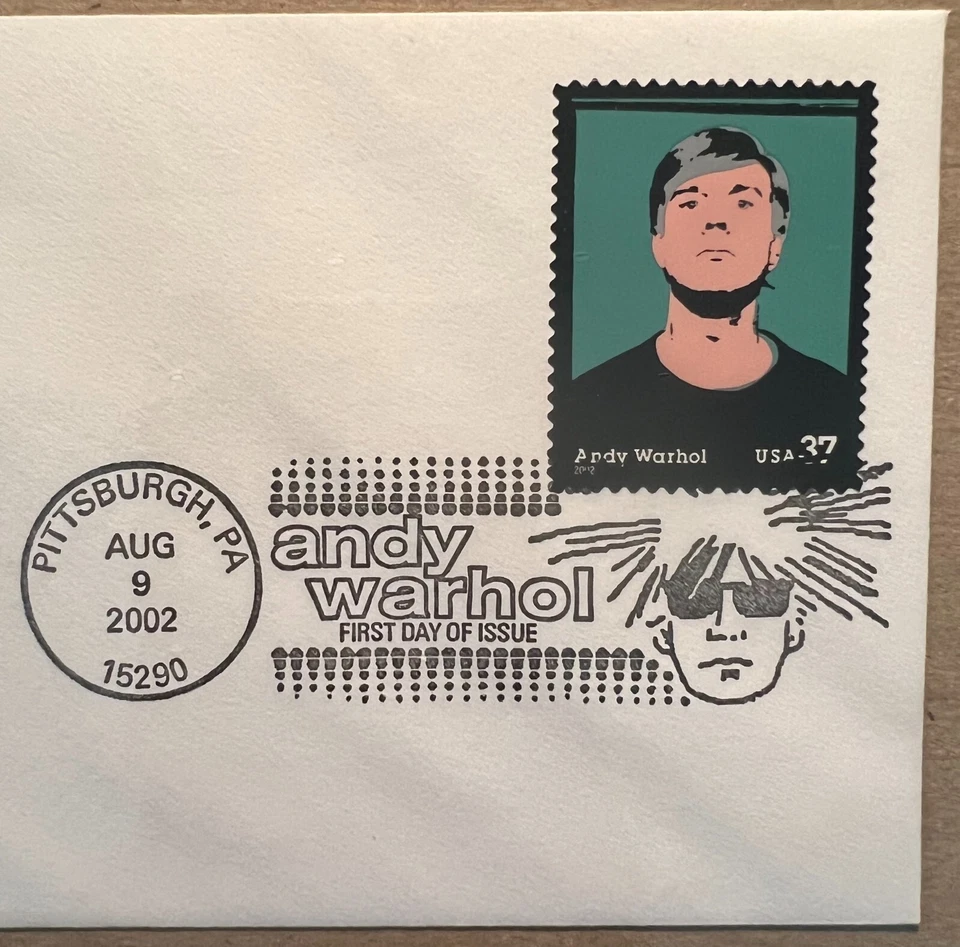 Andy Warhol USA 37
2002
PITTSBURGH, PA
AUG
9
2002
15290
andy
warhol
FIRST DAY OF ISSUE